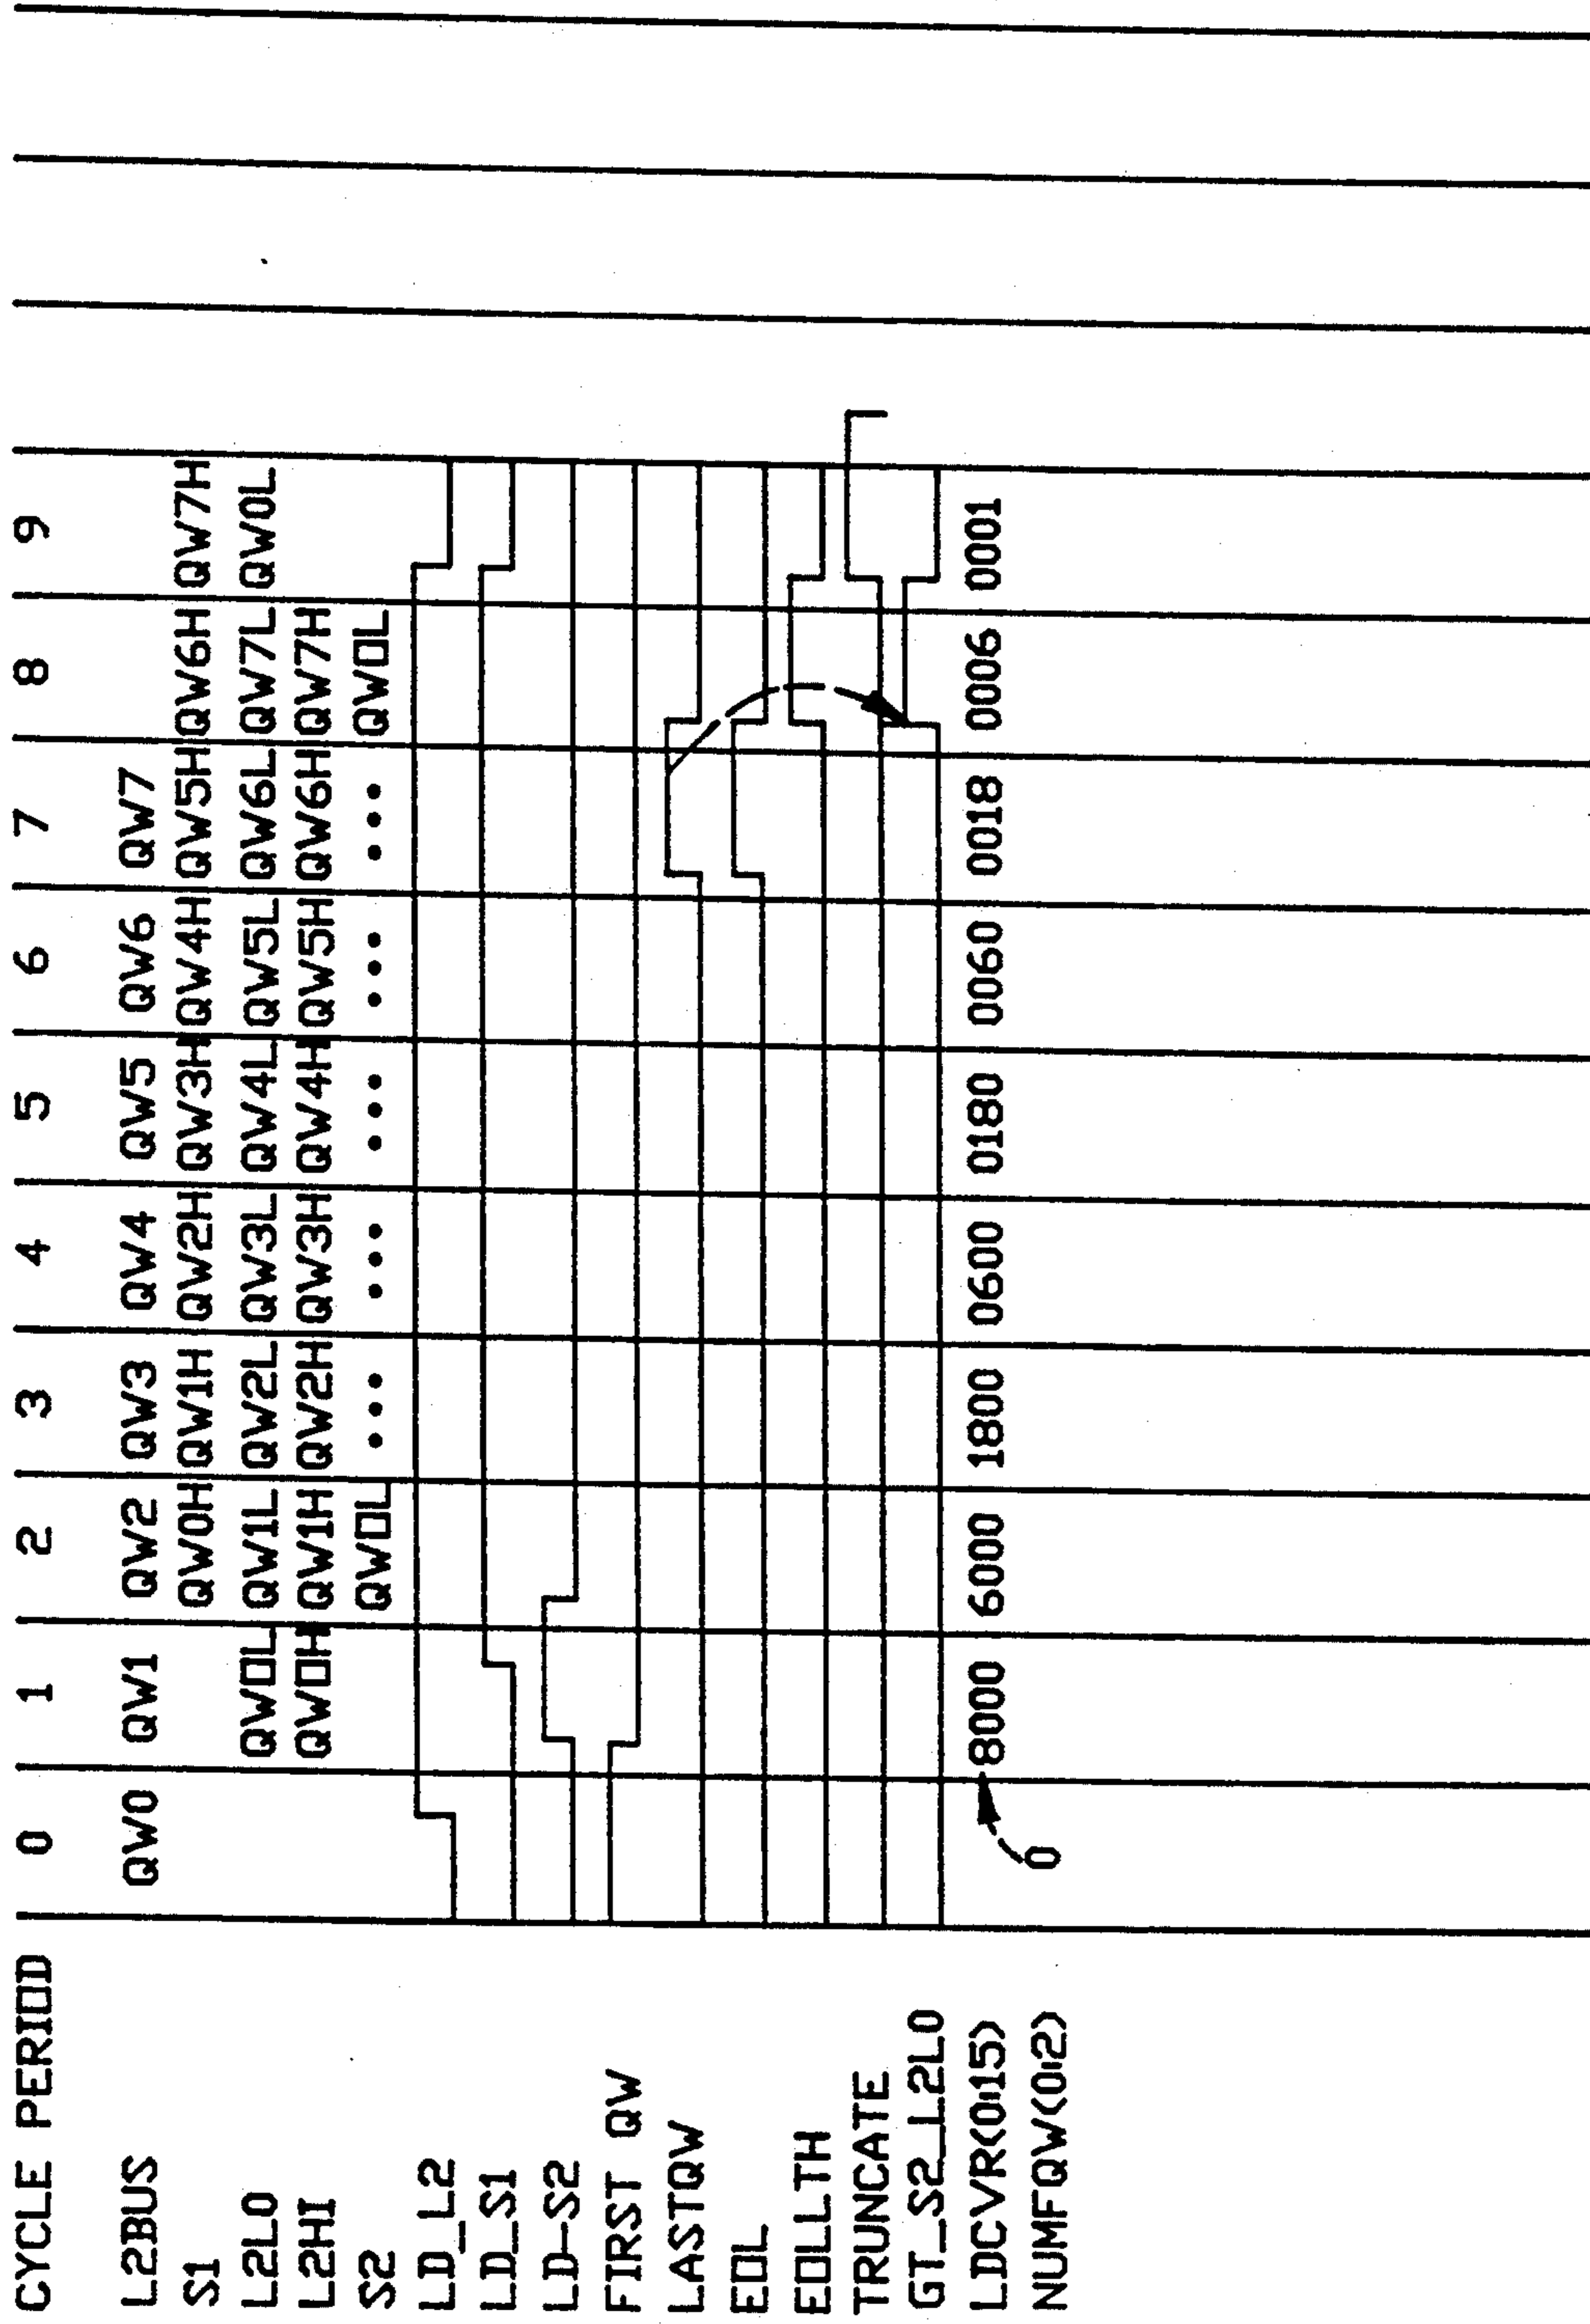 CYCLE PERIOD 0 1 2 3 4 5 6 7 8 9
L2BUS QW0 QW1 QW2 QW3 QW4 QW5 QW6 QW7
S1 QW0H QW1H QW2H QW3H QW4H QW5H QW6H QW7H
L2LO QW0L QW1L QW2L QW3L QW4L QW5L QW6L QW7L QW0L
L2HI QW0H QW1H QW2H QW3H QW4H QW5H QW6H QW7H
S2 QW0L ••• ••• ••• ••• ••• QW0L
LD_L2
LD_S1
LD-S2
FIRST QW
LASTQW
EOL
EOLLTH
TRUNCATE
GT_S2_L2LO
LDCVR(0:15) 8000 6000 1800 0600 0180 0060 0018 0006 0001
NUMFQW(0:2) 0